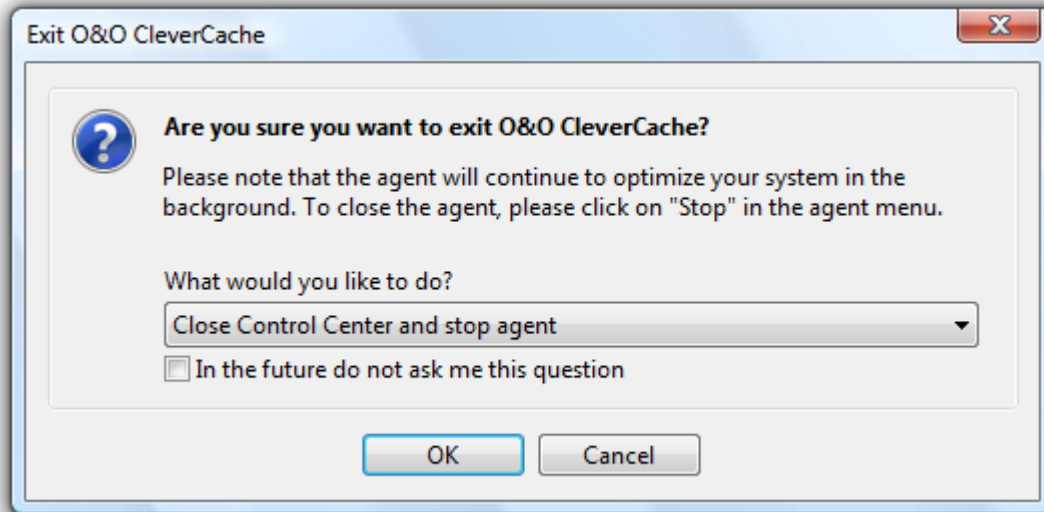 Exit O&O CleverCache
Are you sure you want to exit O&O CleverCache?
Please note that the agent will continue to optimize your system in the
background. To close the agent, please click on "Stop" in the agent menu.
What would you like to do?
Close Control Center and stop agent
In the future do not ask me this question
OK Cancel